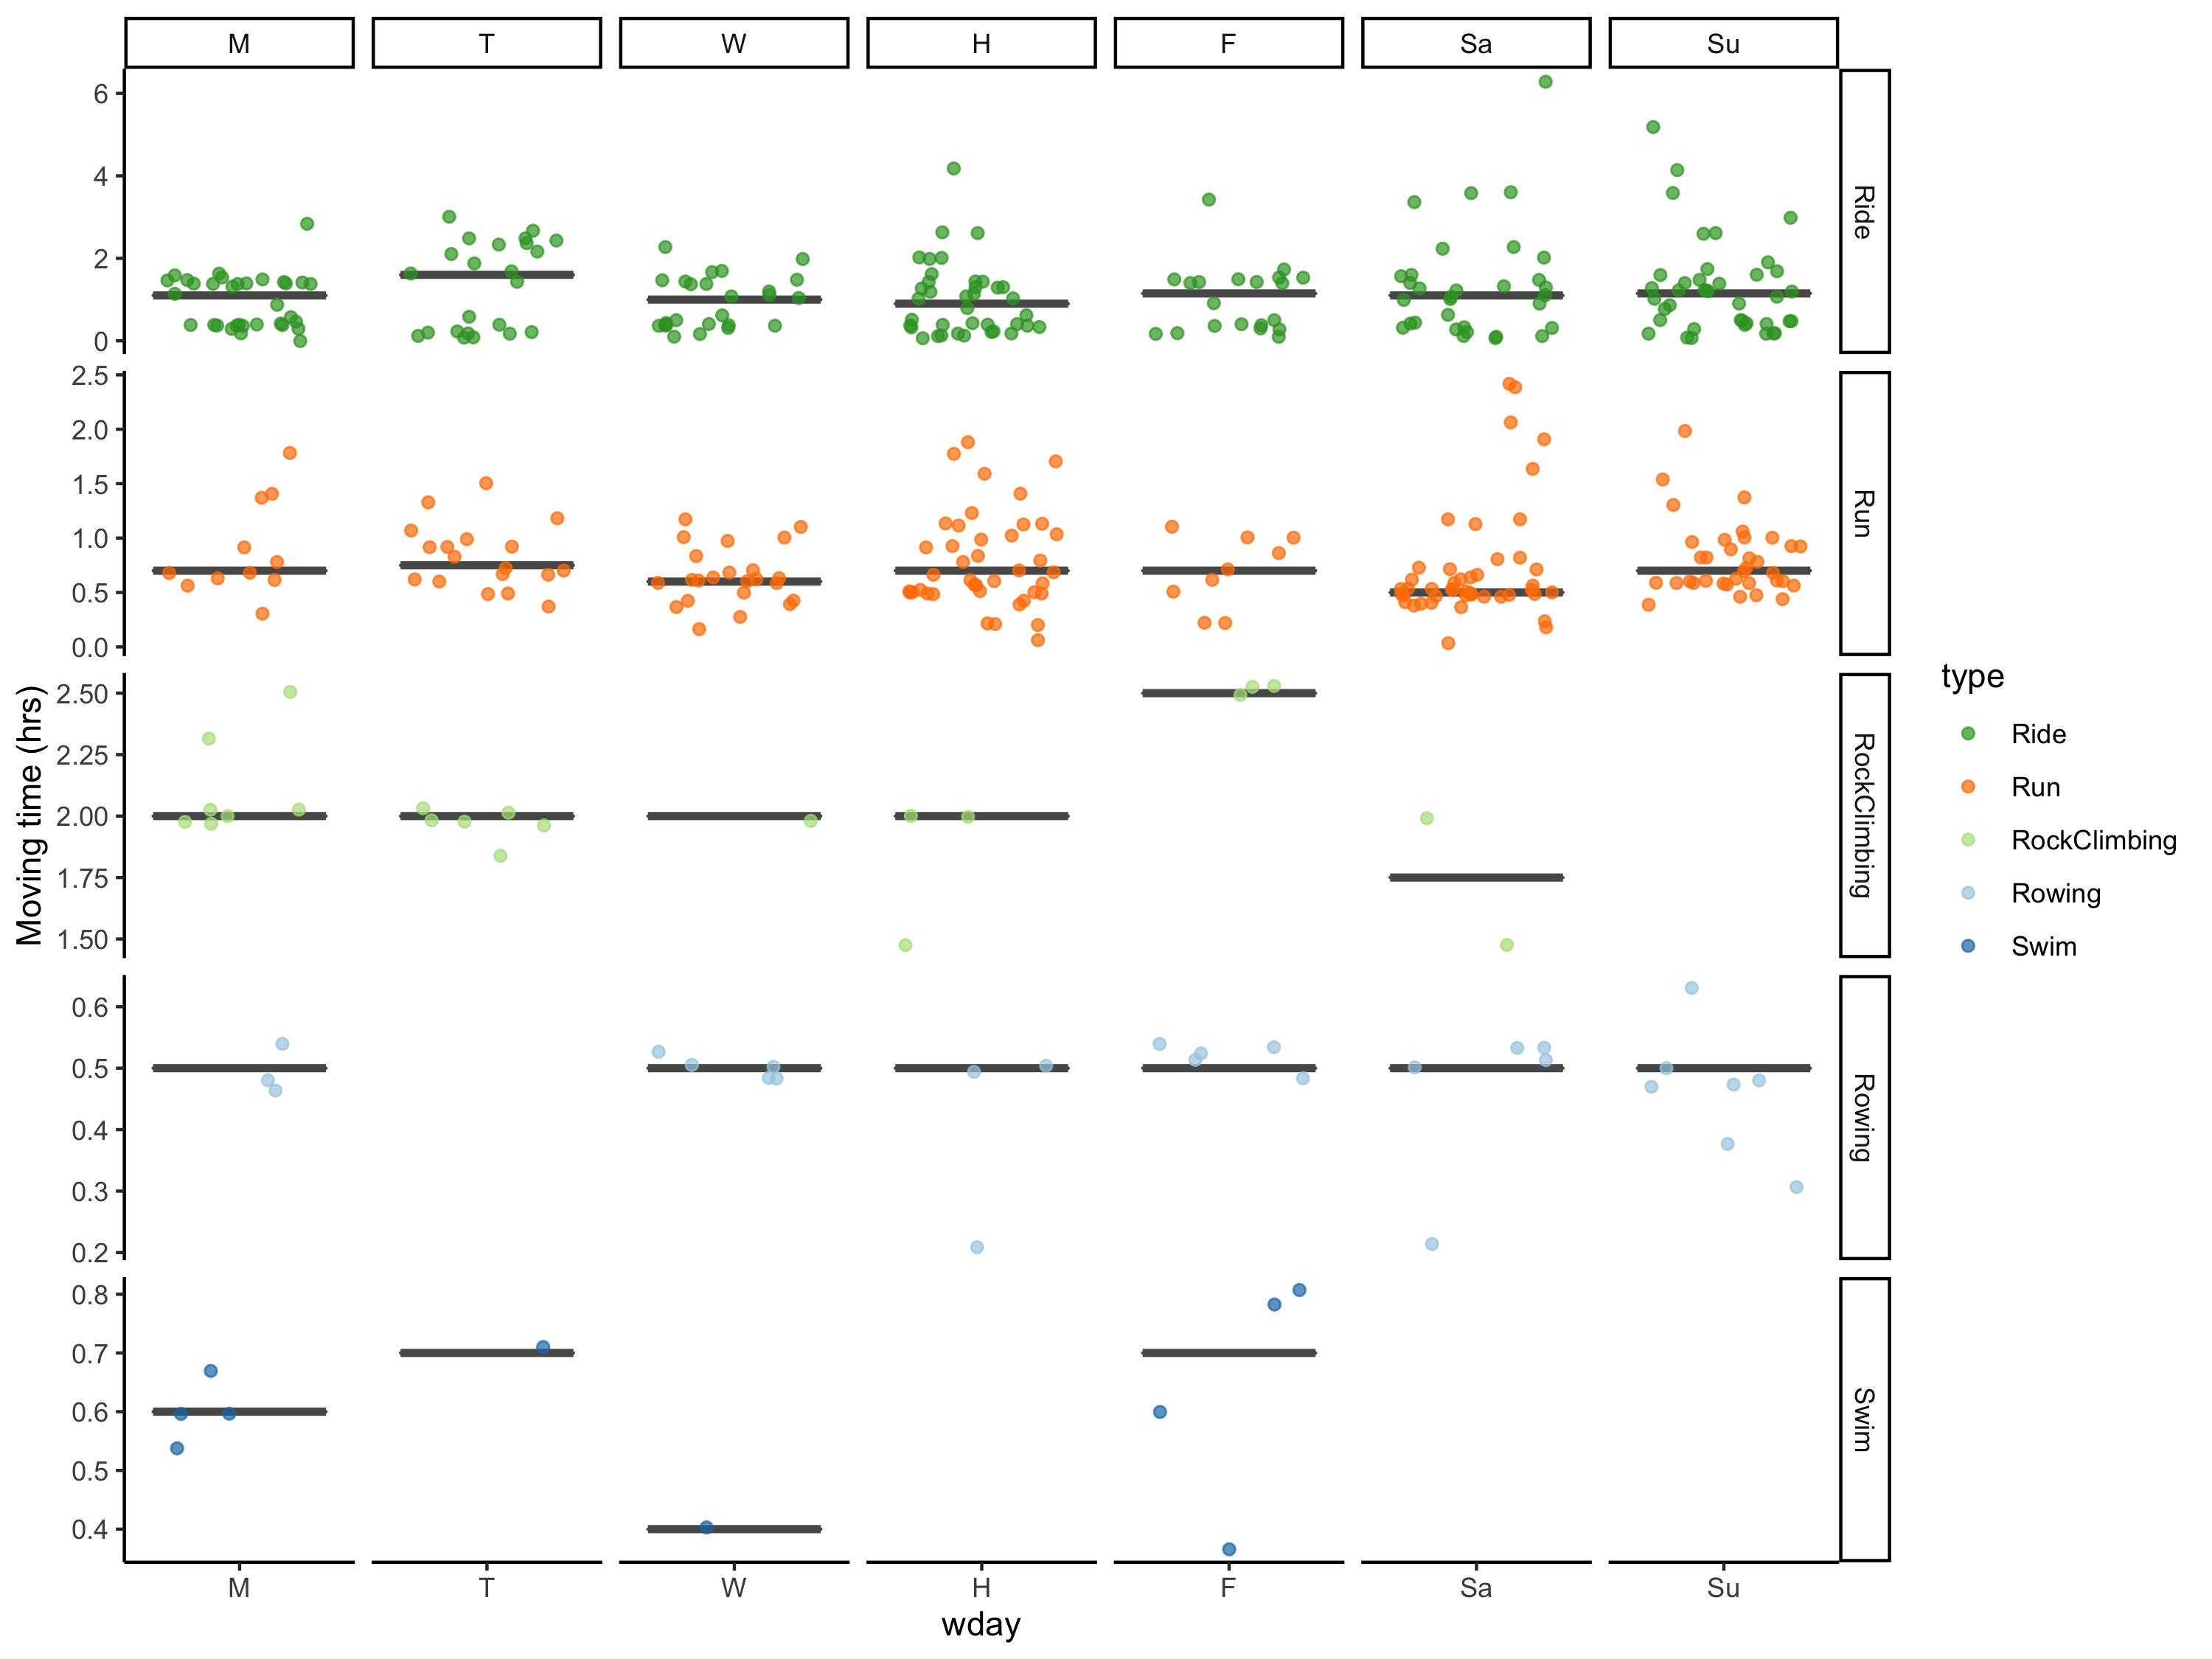 M T W H F Sa Su
6
4
2
0
Ride
2.5
2.0
1.5
1.0
0.5
0.0
Run
Moving time (hrs)
2.50
2.25
2.00
1.75
1.50
RockClimbing
0.6
0.5
0.4
0.3
0.2
Rowing
0.8
0.7
0.6
0.5
0.4
Swim
M T W H F Sa Su
wday
type
Ride
Run
RockClimbing
Rowing
Swim